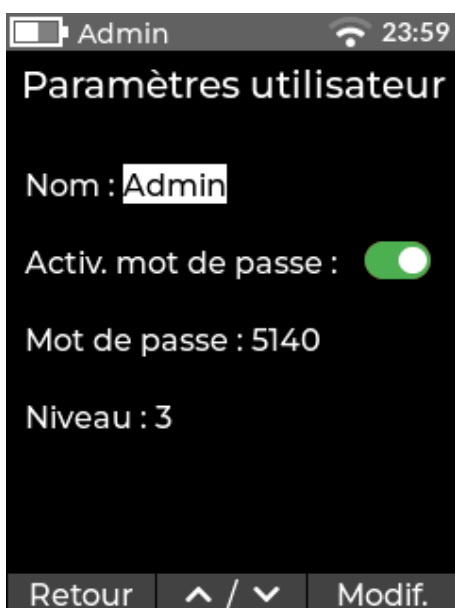 Admin 23:59
Paramètres utilisateur
Nom : Admin
Activ. mot de passe :
Mot de passe : 5140
Niveau : 3
Retour / Modif.